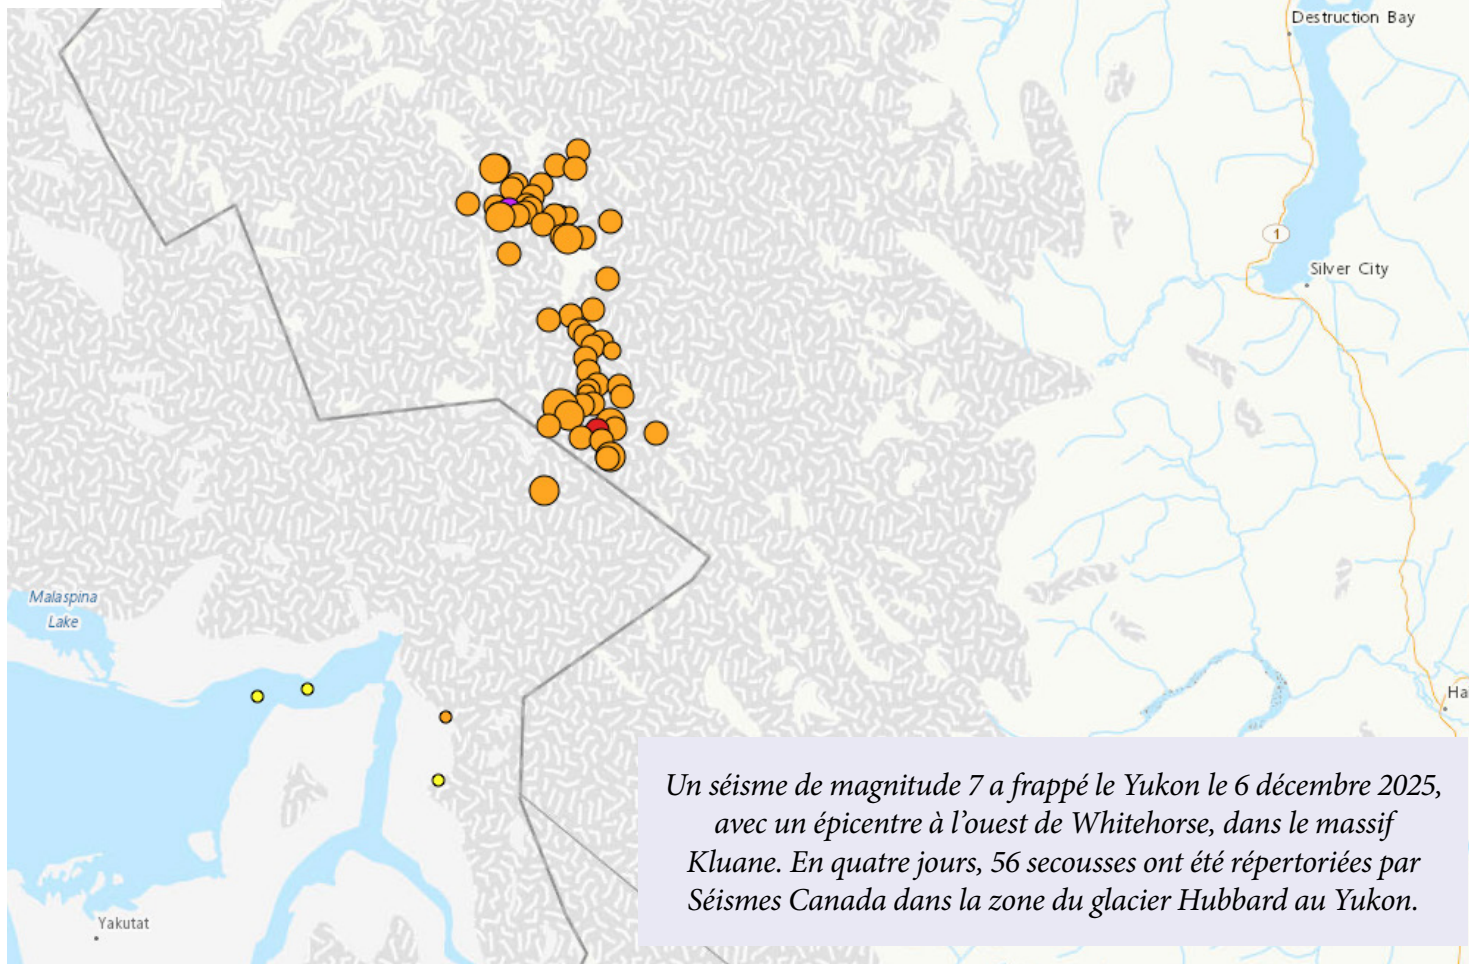 Destruction Bay
1
Silver City
Malaspina
Lake
Ha
Un séisme de magnitude 7 a frappé le Yukon le 6 décembre 2025,
avec un épicentre à l’ouest de Whitehorse, dans le massif
Kluane. En quatre jours, 56 secousses ont été répertoriées par
Séismes Canada dans la zone du glacier Hubbard au Yukon.
Yakutat